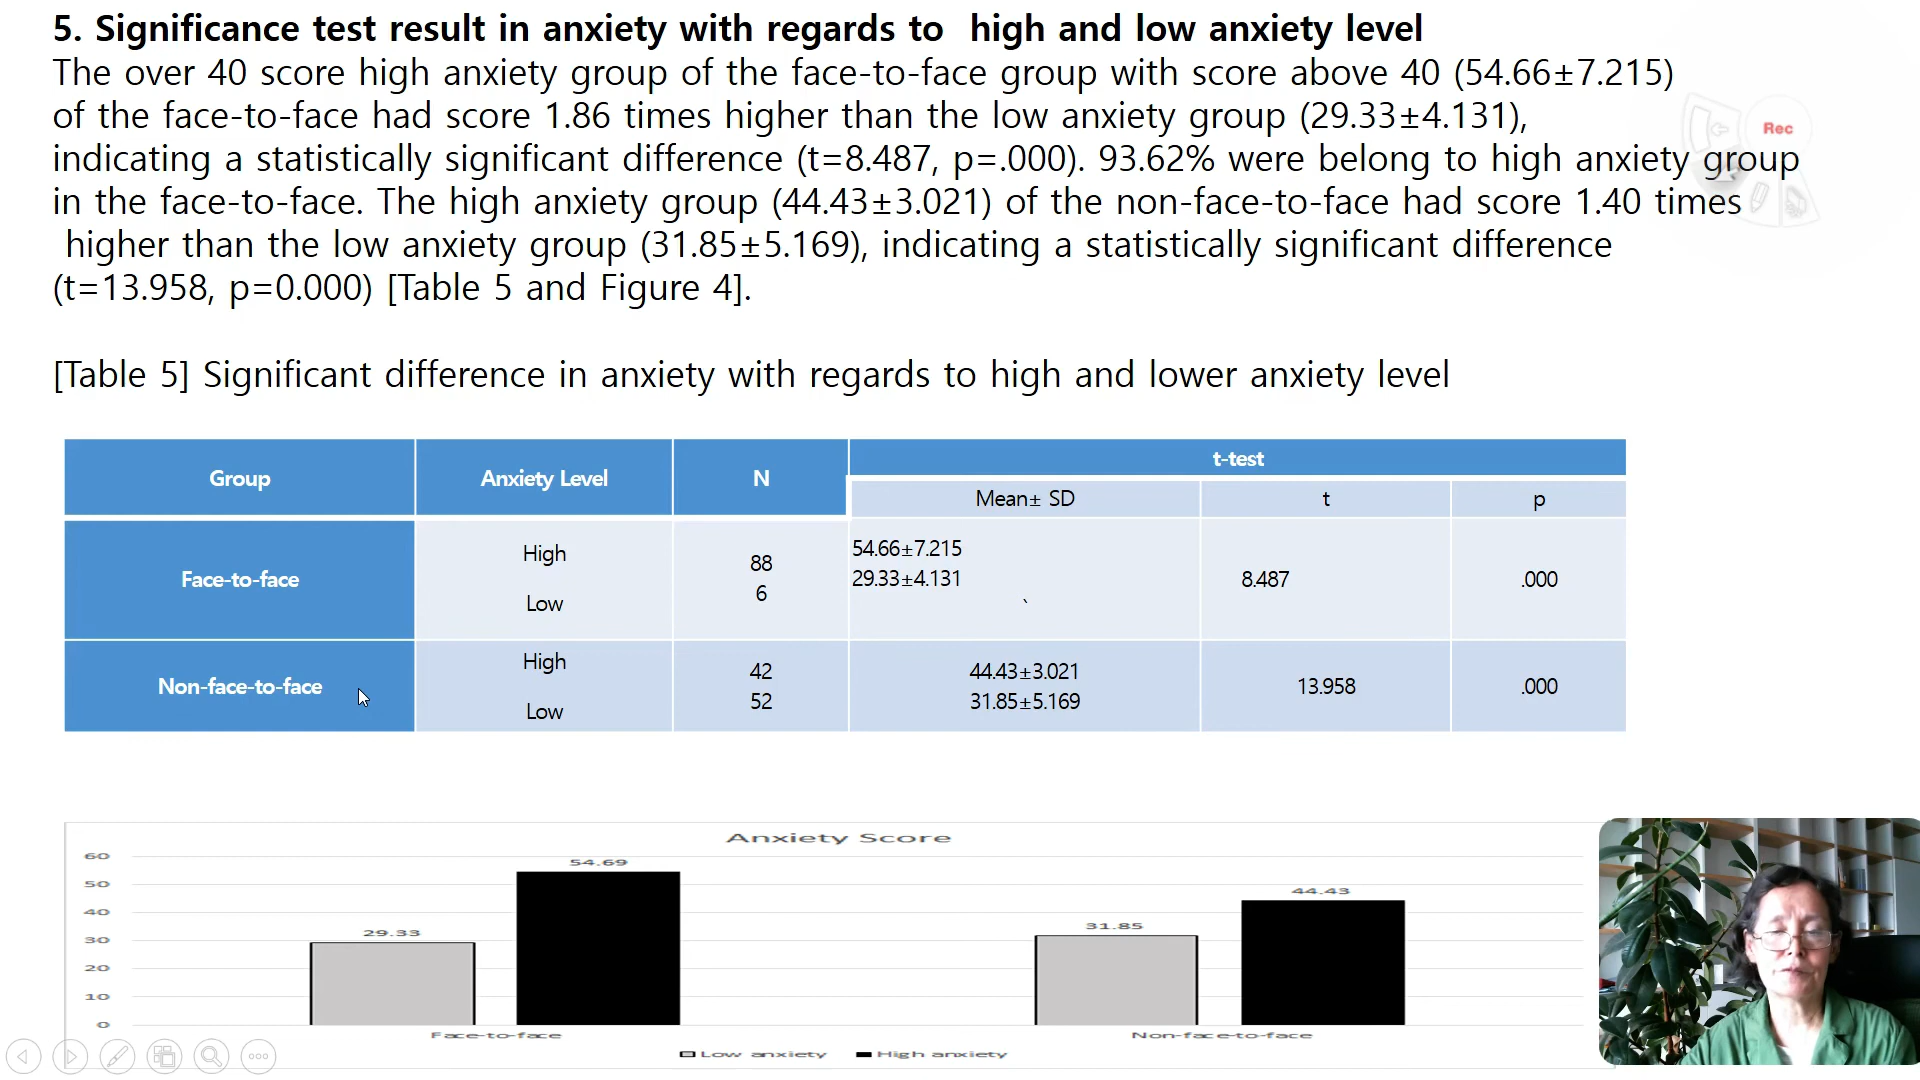 5. Significance test result in anxiety with regards to  high and low anxiety level
The over 40 score high anxiety group of the face-to-face group with score above 40 (54.66±7.215)
of the face-to-face had score 1.86 times higher than the low anxiety group (29.33±4.131),
indicating a statistically significant difference (t=8.487, p=.000). 93.62% were belong to high anxiety group
in the face-to-face. The high anxiety group (44.43±3.021) of the non-face-to-face had score 1.40 times
higher than the low anxiety group (31.85±5.169), indicating a statistically significant difference
(t=13.958, p=0.000) [Table 5 and Figure 4].
Rec
[Table 5] Significant difference in anxiety with regards to high and lower anxiety level
Group Anxiety Level N t-test
Mean± SD t p
Face-to-face High 88 54.66±7.215 8.487 .000
Low 6 29.33±4.131
`
Non-face-to-face High 42 44.43±3.021 13.958 .000
Low 52 31.85±5.169
Anxiety Score
60
50
40
30
20
10
0
29.33
54.69
31.85
44.43
Face-to-face Non-face-to-face
Low anxiety High anxiety